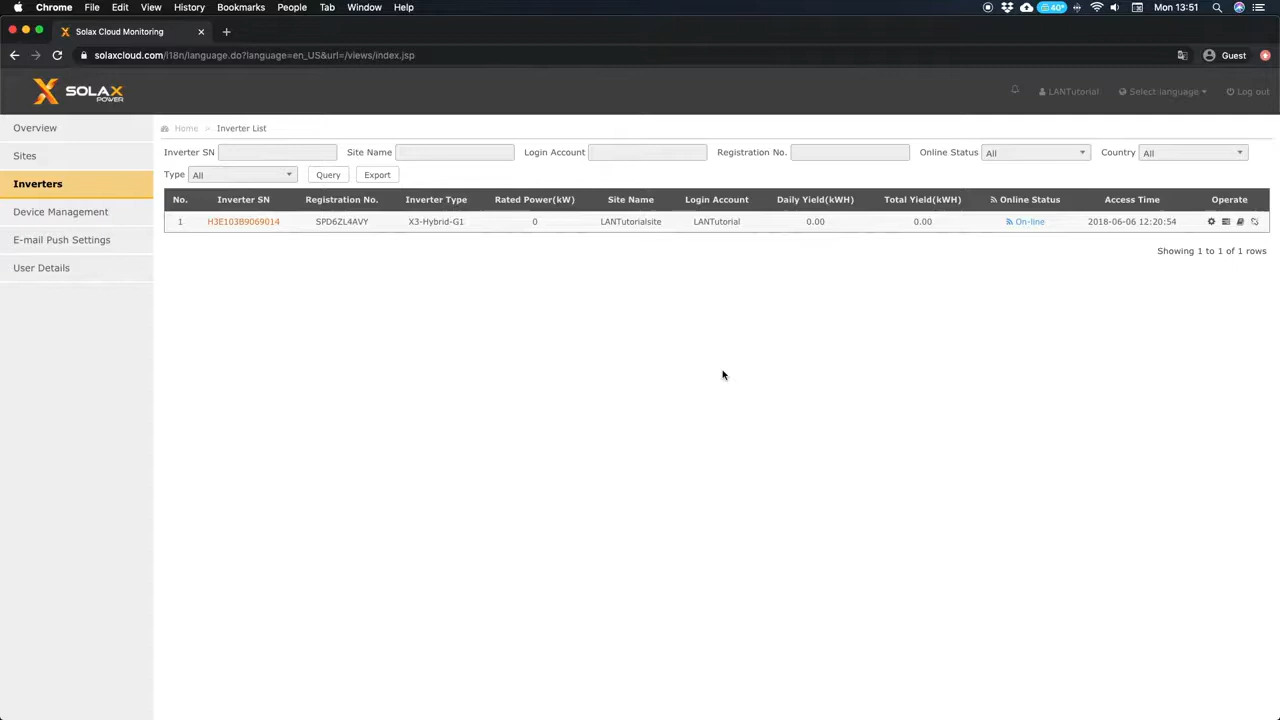 Chrome File Edit View History Bookmarks People Tab Window Help 40° Mon 13:51
Solax Cloud Monitoring
solaxcloud.com/i18n/language.do?language=en_US&url=/views/index.jsp Guest
SOLAX POWER LANTutorial Select language Log out
Overview
Sites
Inverters
Device Management
E-mail Push Settings
User Details
Home > Inverter List
Inverter SN Site Name Login Account Registration No. Online Status All Country All
Type All Query Export
No. Inverter SN Registration No. Inverter Type Rated Power(kW) Site Name Login Account Daily Yield(kWH) Total Yield(kWH) Online Status Access Time Operate
1 H3E103B9069014 SPD6ZL4AVY X3-Hybrid-G1 0 LANTutorialsite LANTutorial 0.00 0.00 On-line 2018-06-06 12:20:54
Showing 1 to 1 of 1 rows